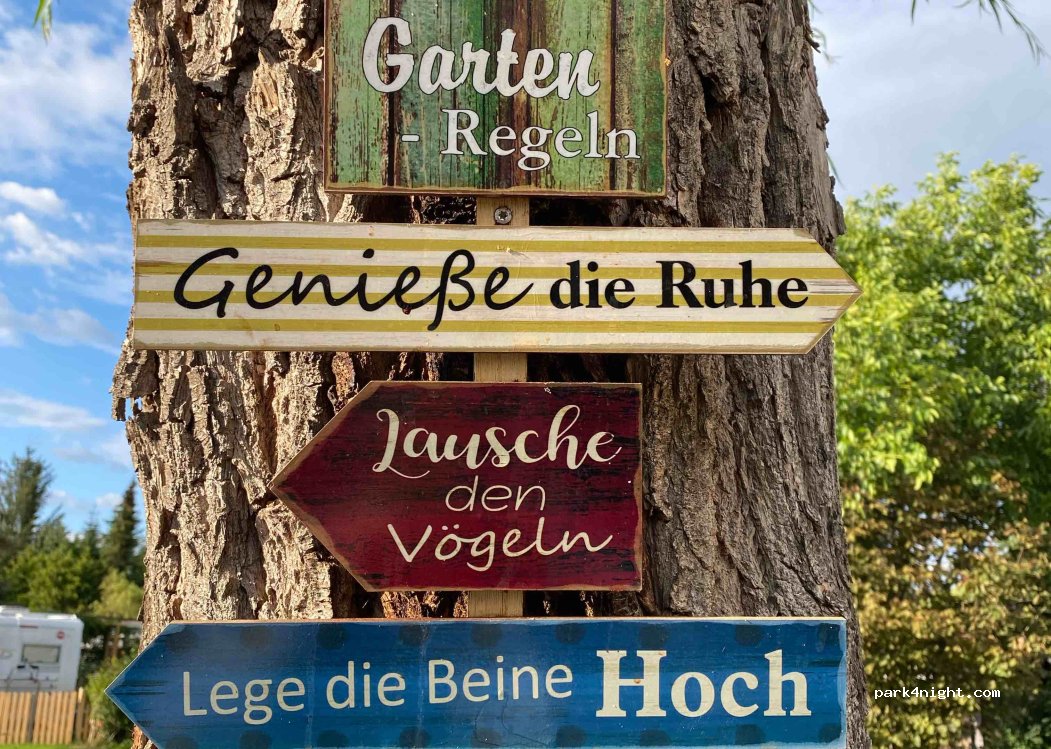 Garten
- Regeln
Genieße die Ruhe
Lausche
den
Vögeln
Lege die Beine Hoch
park4night.com